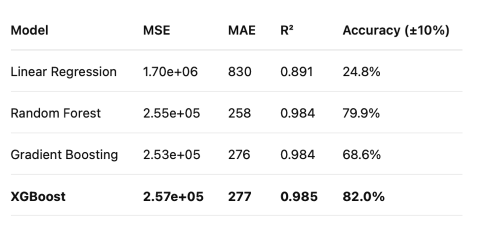 Model MSE MAE R² Accuracy (±10%)
Linear Regression 1.70e+06 830 0.891 24.8%
Random Forest 2.55e+05 258 0.984 79.9%
Gradient Boosting 2.53e+05 276 0.984 68.6%
XGBoost 2.57e+05 277 0.985 82.0%